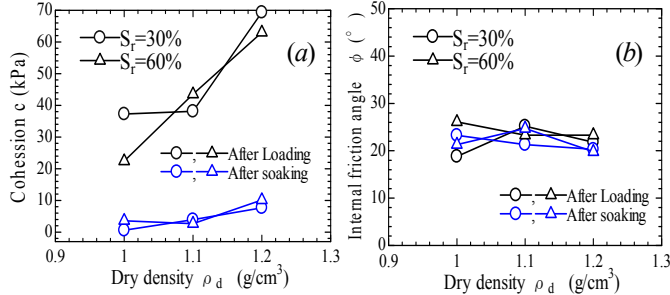 70
60
50
40
30
20
10
0
Cohession c (kPa)
S_r=30%
S_r=60%
(a)
After Loading
After soaking
0.9 1 1.1 1.2 1.3
Dry density ρ_d (g/cm³)
50
40
30
20
10
0
Internal friction angle ϕ (°)
S_r=30%
S_r=60%
(b)
After Loading
After soaking
0.9 1 1.1 1.2 1.3
Dry density ρ_d (g/cm³)